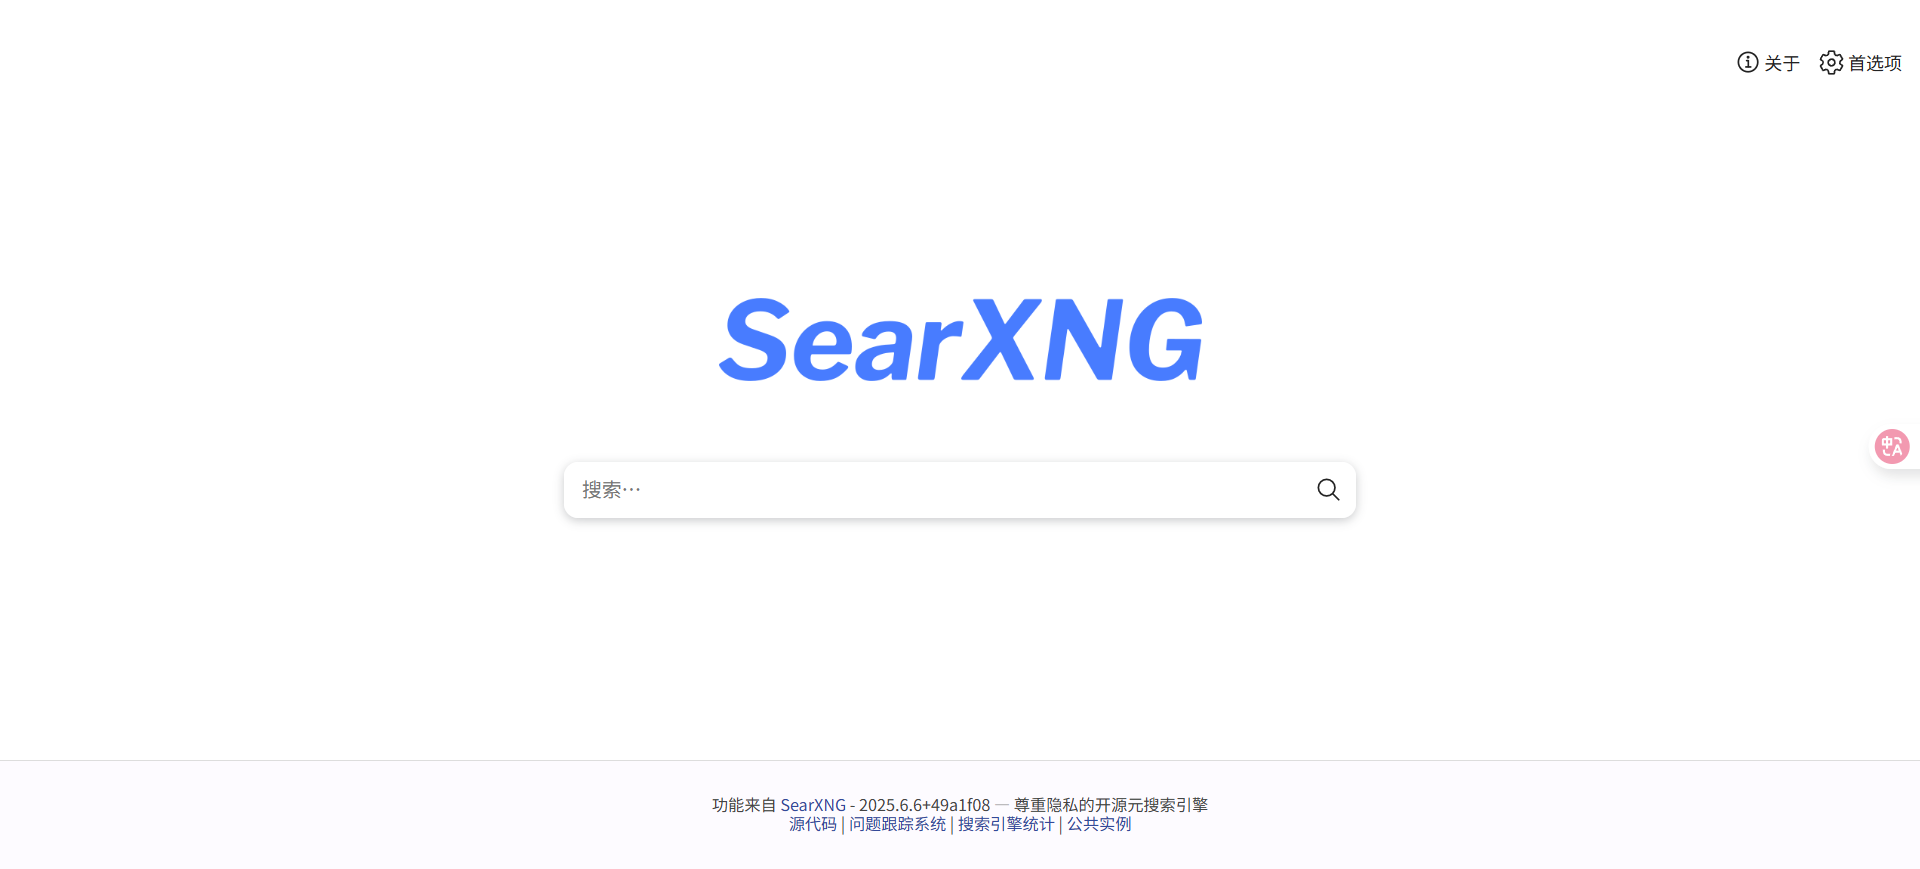 关于 首选项
SearXNG
搜索…
功能来自 SearXNG - 2025.6.6+49a1f08 — 尊重隐私的开源元搜索引擎
源代码 | 问题跟踪系统 | 搜索引擎统计 | 公共实例
中A